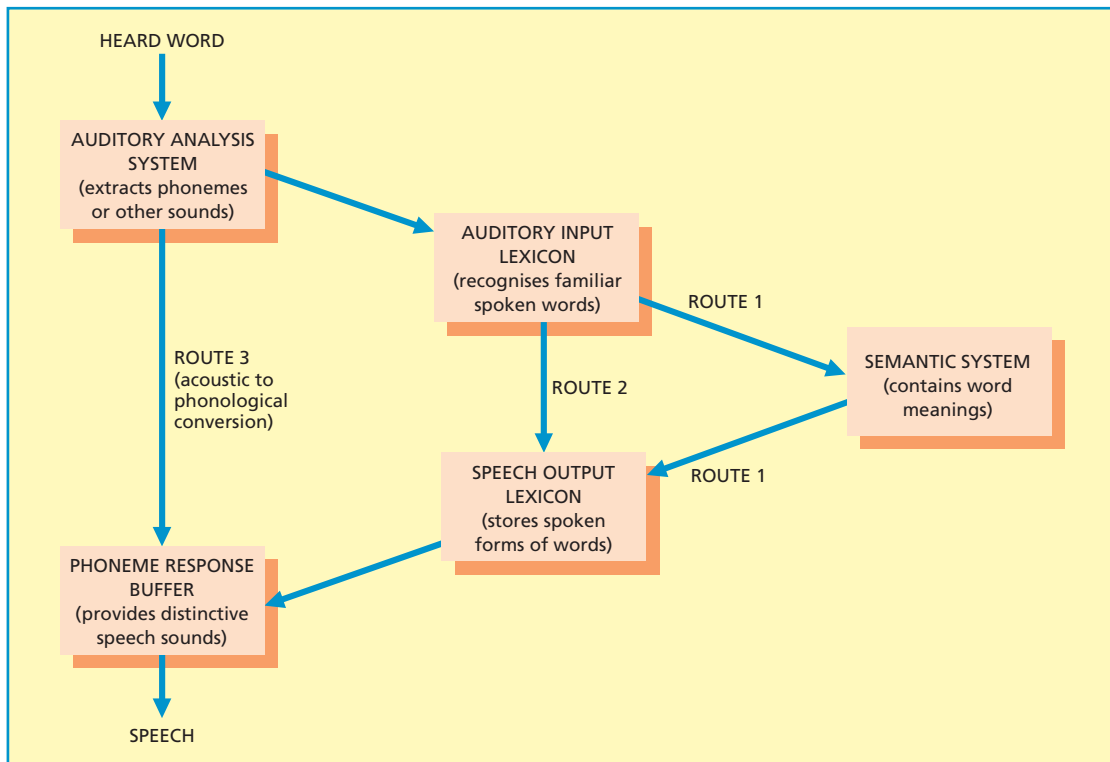 HEARD WORD
AUDITORY ANALYSIS
SYSTEM
(extracts phonemes
or other sounds)
AUDITORY INPUT
LEXICON
(recognises familiar
spoken words)
ROUTE 1
SEMANTIC SYSTEM
(contains word
meanings)
ROUTE 3
(acoustic to
phonological
conversion)
ROUTE 2
ROUTE 1
SPEECH OUTPUT
LEXICON
(stores spoken
forms of words)
PHONEME RESPONSE
BUFFER
(provides distinctive
speech sounds)
SPEECH